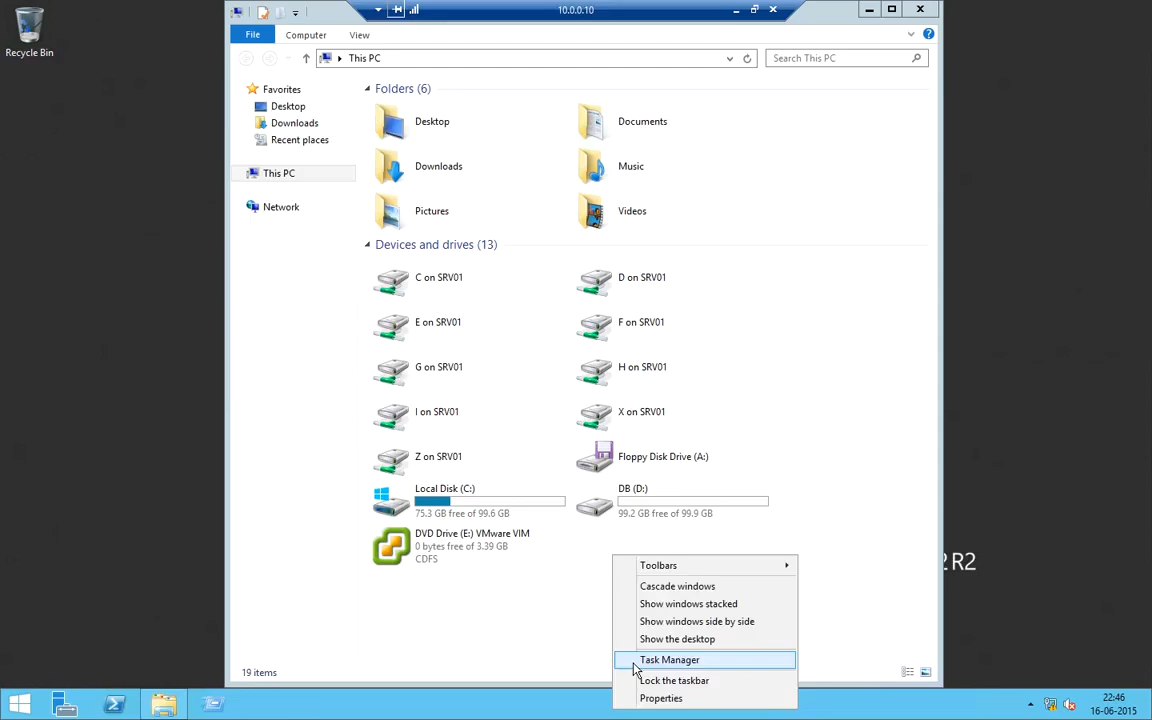 Recycle Bin
10.0.0.10
File
Computer
View
This PC
Search This PC
Favorites
Desktop
Downloads
Recent places
This PC
Network
Folders (6)
Desktop
Documents
Downloads
Music
Pictures
Videos
Devices and drives (13)
C on SRV01
D on SRV01
E on SRV01
F on SRV01
G on SRV01
H on SRV01
I on SRV01
X on SRV01
Z on SRV01
Floppy Disk Drive (A:)
Local Disk (C:)
75.3 GB free of 99.6 GB
DB (D:)
99.2 GB free of 99.9 GB
DVD Drive (E:) VMware VIM
0 bytes free of 3.39 GB
CDFS
2 R2
Toolbars
Cascade windows
Show windows stacked
Show windows side by side
Show the desktop
Task Manager
Lock the taskbar
Properties
19 items
22:46
16-06-2015